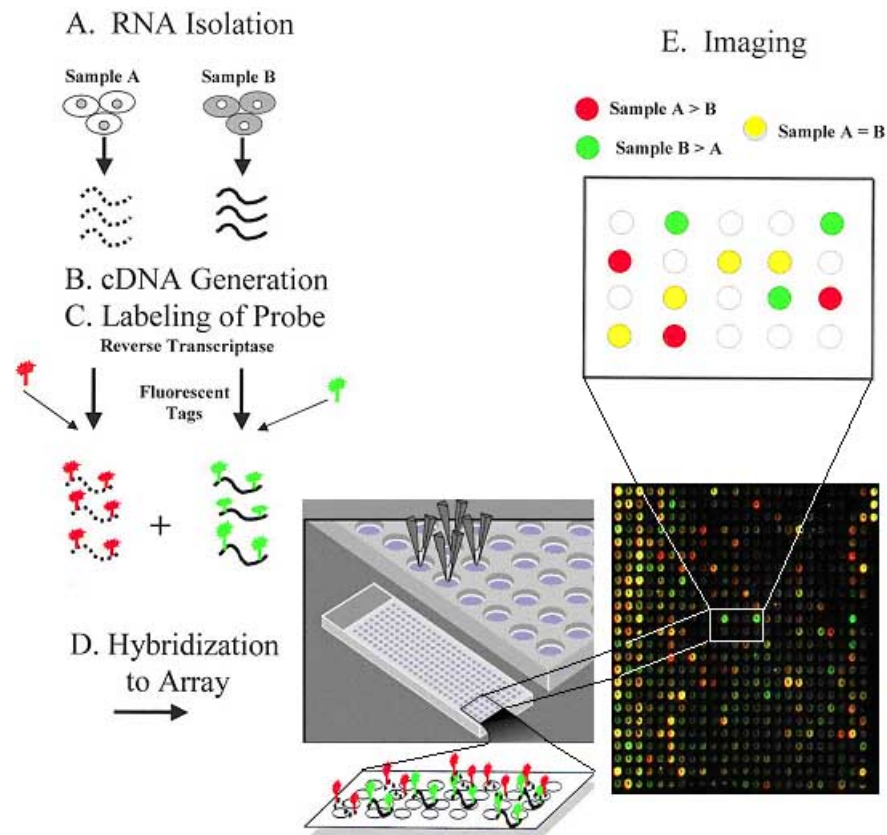 A. RNA Isolation
Sample A
Sample B
B. cDNA Generation
C. Labeling of Probe
Reverse Transcriptase
Fluorescent
Tags
+
D. Hybridization
to Array
E. Imaging
Sample A > B
Sample B > A
Sample A = B